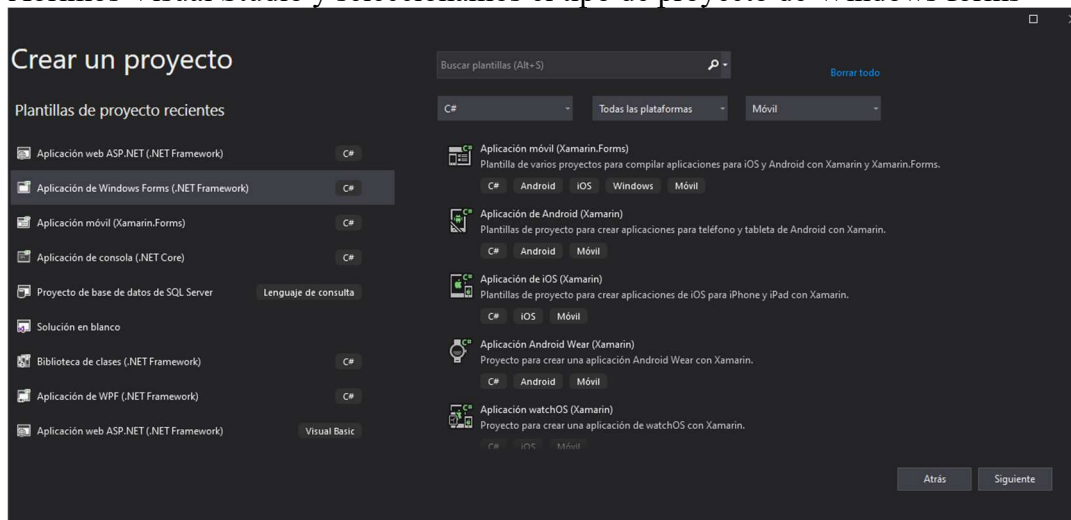 Abrimos Visual Studio y seleccionamos el tipo de proyecto de Windows forms
Crear un proyecto
Buscar plantillas (Alt+S)
Borrar todo
Plantillas de proyecto recientes
C#
Todas las plataformas
Móvil
Aplicación web ASP.NET (.NET Framework)
C#
Aplicación de Windows Forms (.NET Framework)
C#
Aplicación móvil (Xamarin.Forms)
C#
Aplicación de consola (.NET Core)
C#
Proyecto de base de datos de SQL Server
Lenguaje de consulta
Solución en blanco
Biblioteca de clases (.NET Framework)
C#
Aplicación de WPF (.NET Framework)
C#
Aplicación web ASP.NET (.NET Framework)
Visual Basic
Aplicación móvil (Xamarin.Forms)
Plantilla de varios proyectos para compilar aplicaciones para iOS y Android con Xamarin y Xamarin.Forms.
C# Android iOS Windows Móvil
Aplicación de Android (Xamarin)
Plantillas de proyecto para crear aplicaciones para teléfono y tableta de Android con Xamarin.
C# Android Móvil
Aplicación de iOS (Xamarin)
Plantillas de proyecto para crear aplicaciones de iOS para iPhone y iPad con Xamarin.
C# iOS Móvil
Aplicación Android Wear (Xamarin)
Proyecto para crear una aplicación Android Wear con Xamarin.
C# Android Móvil
Aplicación watchOS (Xamarin)
Proyecto para crear una aplicación de watchOS con Xamarin.
C# iOS Móvil
Atrás
Siguiente